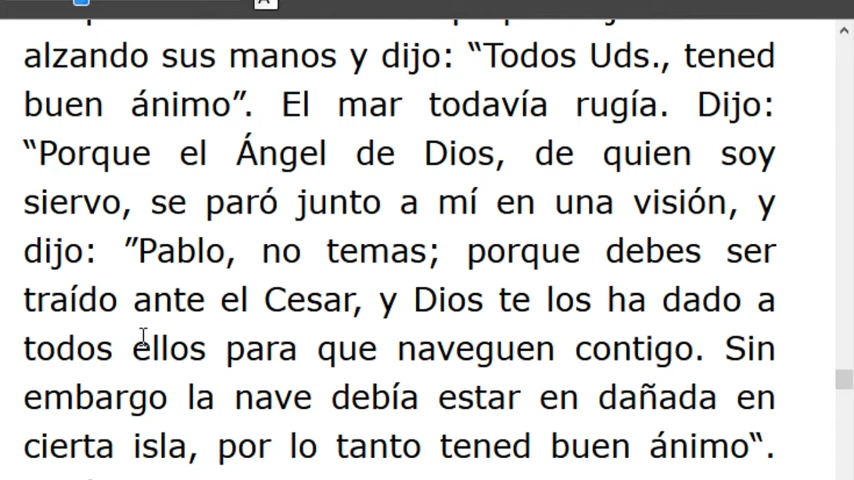 alzando sus manos y dijo: “Todos Uds., tened
buen ánimo”. El mar todavía rugía. Dijo:
“Porque el Ángel de Dios, de quien soy
siervo, se paró junto a mí en una visión, y
dijo: ”Pablo, no temas; porque debes ser
traído ante el Cesar, y Dios te los ha dado a
todos ellos para que naveguen contigo. Sin
embargo la nave debía estar en dañada en
cierta isla, por lo tanto tened buen ánimo“.